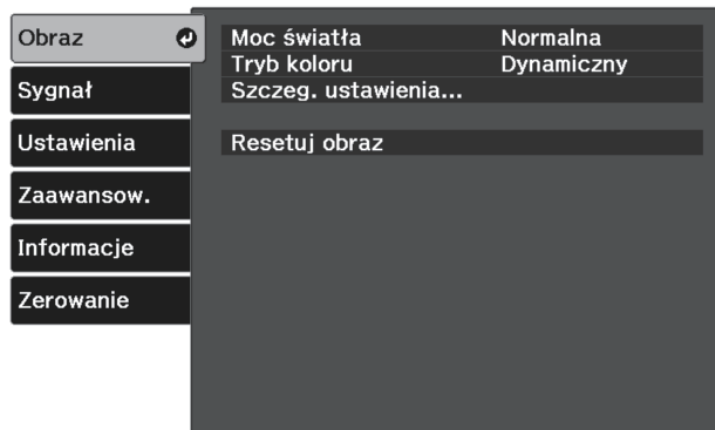 Obraz
Sygnał
Ustawienia
Zaawansow.
Informacje
Zerowanie
Moc światła Normalna
Tryb koloru Dynamiczny
Szczeg. ustawienia...
Resetuj obraz